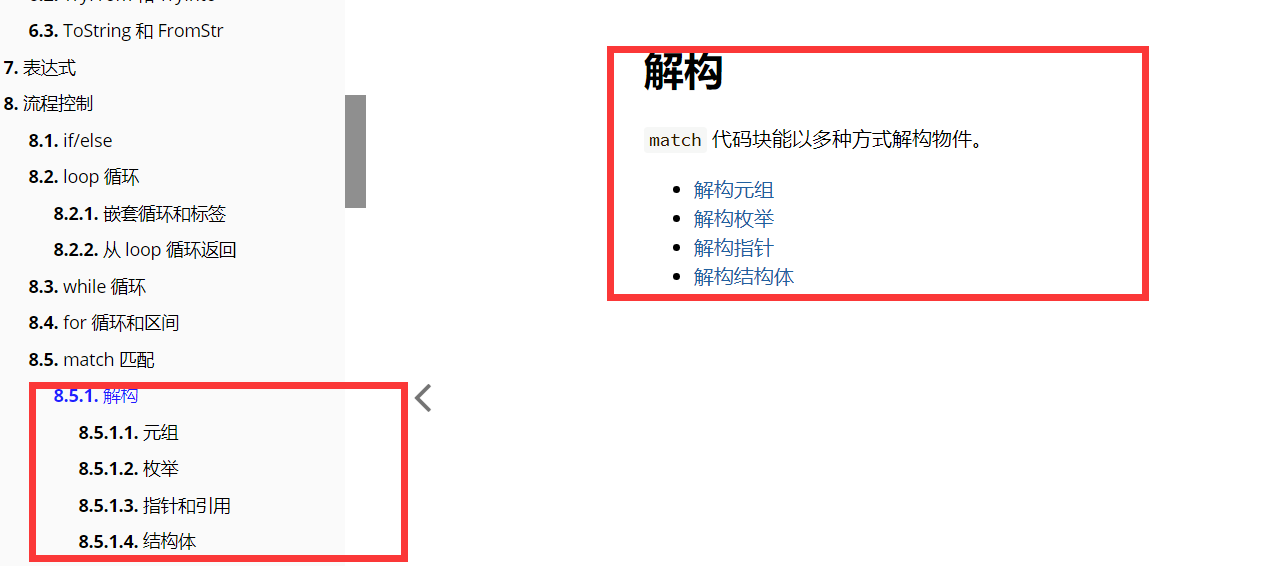 6.3. ToString 和 FromStr
7. 表达式
8. 流程控制
8.1. if/else
8.2. loop 循环
8.2.1. 嵌套循环和标签
8.2.2. 从 loop 循环返回
8.3. while 循环
8.4. for 循环和区间
8.5. match 匹配
8.5.1. 解构
8.5.1.1. 元组
8.5.1.2. 枚举
8.5.1.3. 指针和引用
8.5.1.4. 结构体
解构
match 代码块能以多种方式解构物件。
解构元组
解构枚举
解构指针
解构结构体